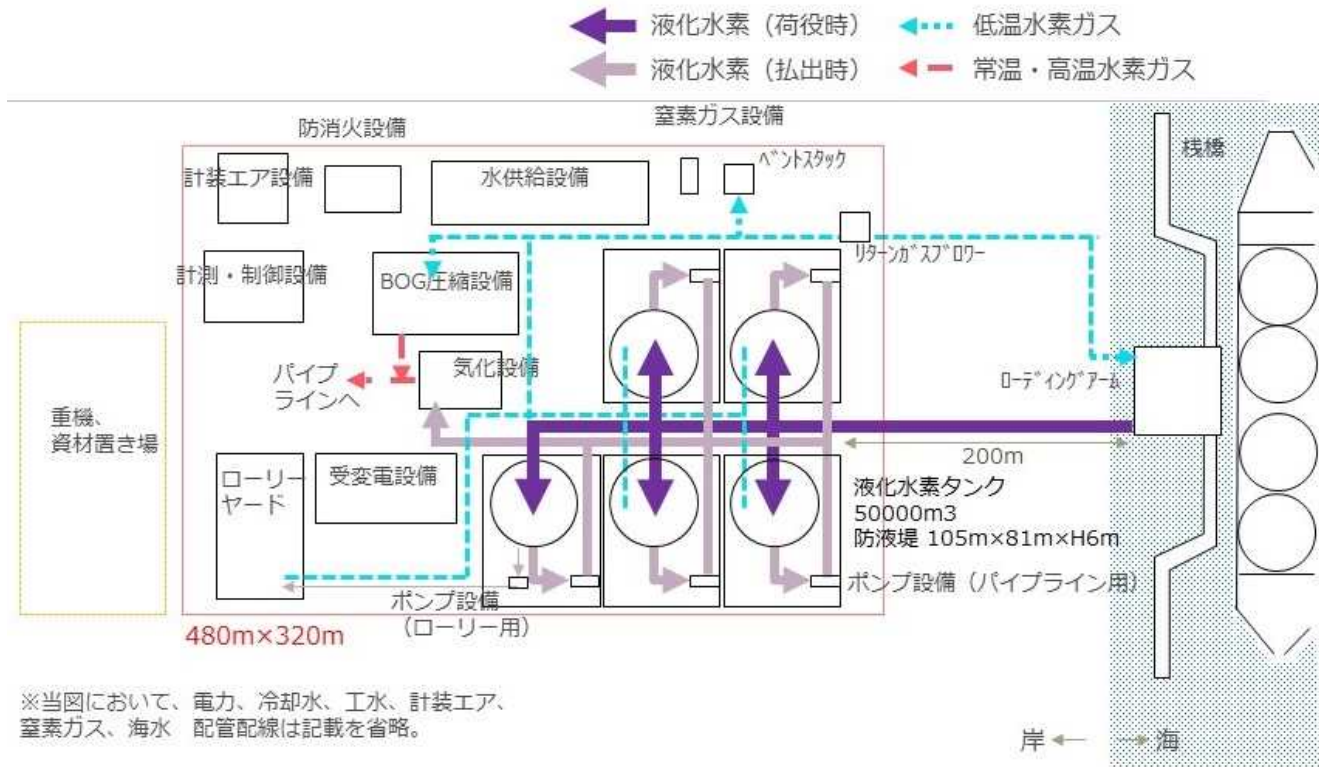 液化水素（荷役時）
低温水素ガス
液化水素（払出時）
常温・高温水素ガス
防消火設備
窒素ガス設備
計装エア設備
水供給設備
ﾍﾞﾝﾄｽﾀｯｸ
桟橋
ﾘﾀｰﾝｶﾞｽﾌﾞﾛﾜｰ
計測・制御設備
BOG圧縮設備
気化設備
パイプ
ラインへ
ﾛｰﾃﾞｨﾝｸﾞｱｰﾑ
重機、
資材置き場
200m
ローリー
ヤード
受変電設備
液化水素タンク
50000m3
防液堤 105m×81m×H6m
ポンプ設備（パイプライン用）
ポンプ設備
（ローリー用）
480m×320m
※当図において、電力、冷却水、工水、計装エア、
窒素ガス、海水　配管配線は記載を省略。
岸
海